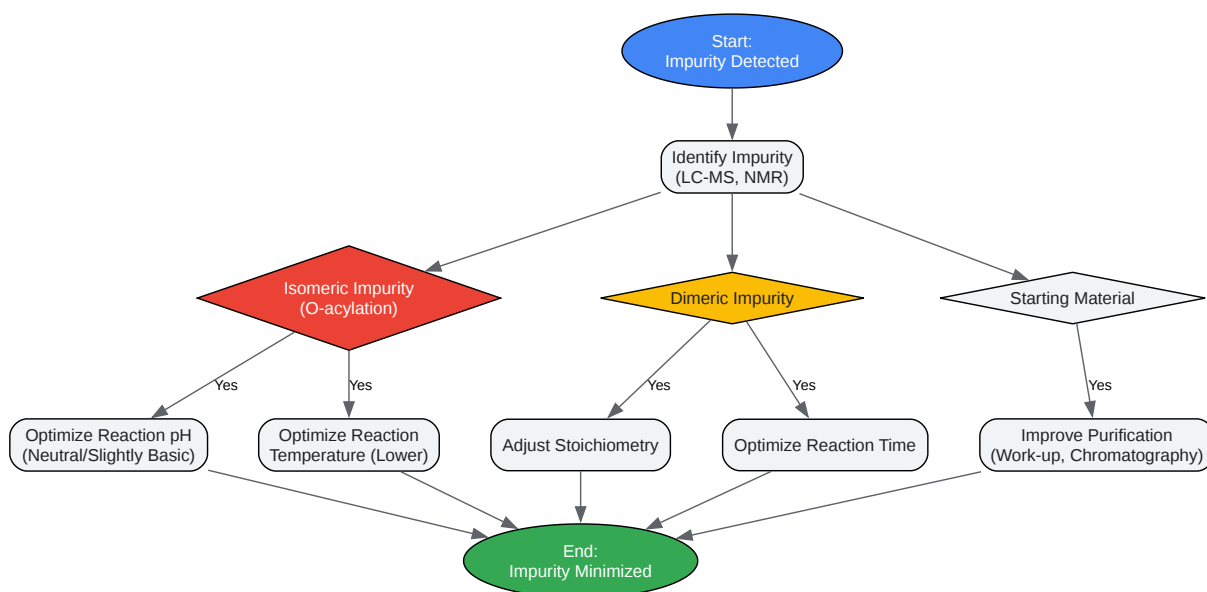 Start:
Impurity Detected
Identify Impurity
(LC-MS, NMR)
Isomeric Impurity
(O-acylation)
Dimeric Impurity
Starting Material
Yes
Yes
Yes
Yes
Yes
Optimize Reaction pH
(Neutral/Slightly Basic)
Optimize Reaction
Temperature (Lower)
Adjust Stoichiometry
Optimize Reaction Time
Improve Purification
(Work-up, Chromatography)
End:
Impurity Minimized